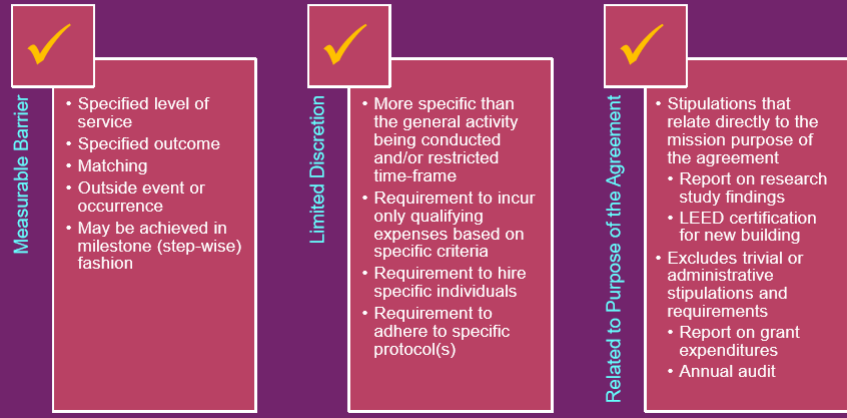 Measurable Barrier
• Specified level of
service
• Specified outcome
• Matching
• Outside event or
occurrence
• May be achieved in
milestone (step-wise)
fashion
Limited Discretion
• More specific than
the general activity
being conducted
and/or restricted
time-frame
• Requirement to incur
only qualifying
expenses based on
specific criteria
• Requirement to hire
specific individuals
• Requirement to
adhere to specific
protocol(s)
Related to Purpose of the Agreement
• Stipulations that
relate directly to the
mission purpose of
the agreement
• Report on research
study findings
• LEED certification
for new building
• Excludes trivial or
administrative
stipulations and
requirements
• Report on grant
expenditures
• Annual audit